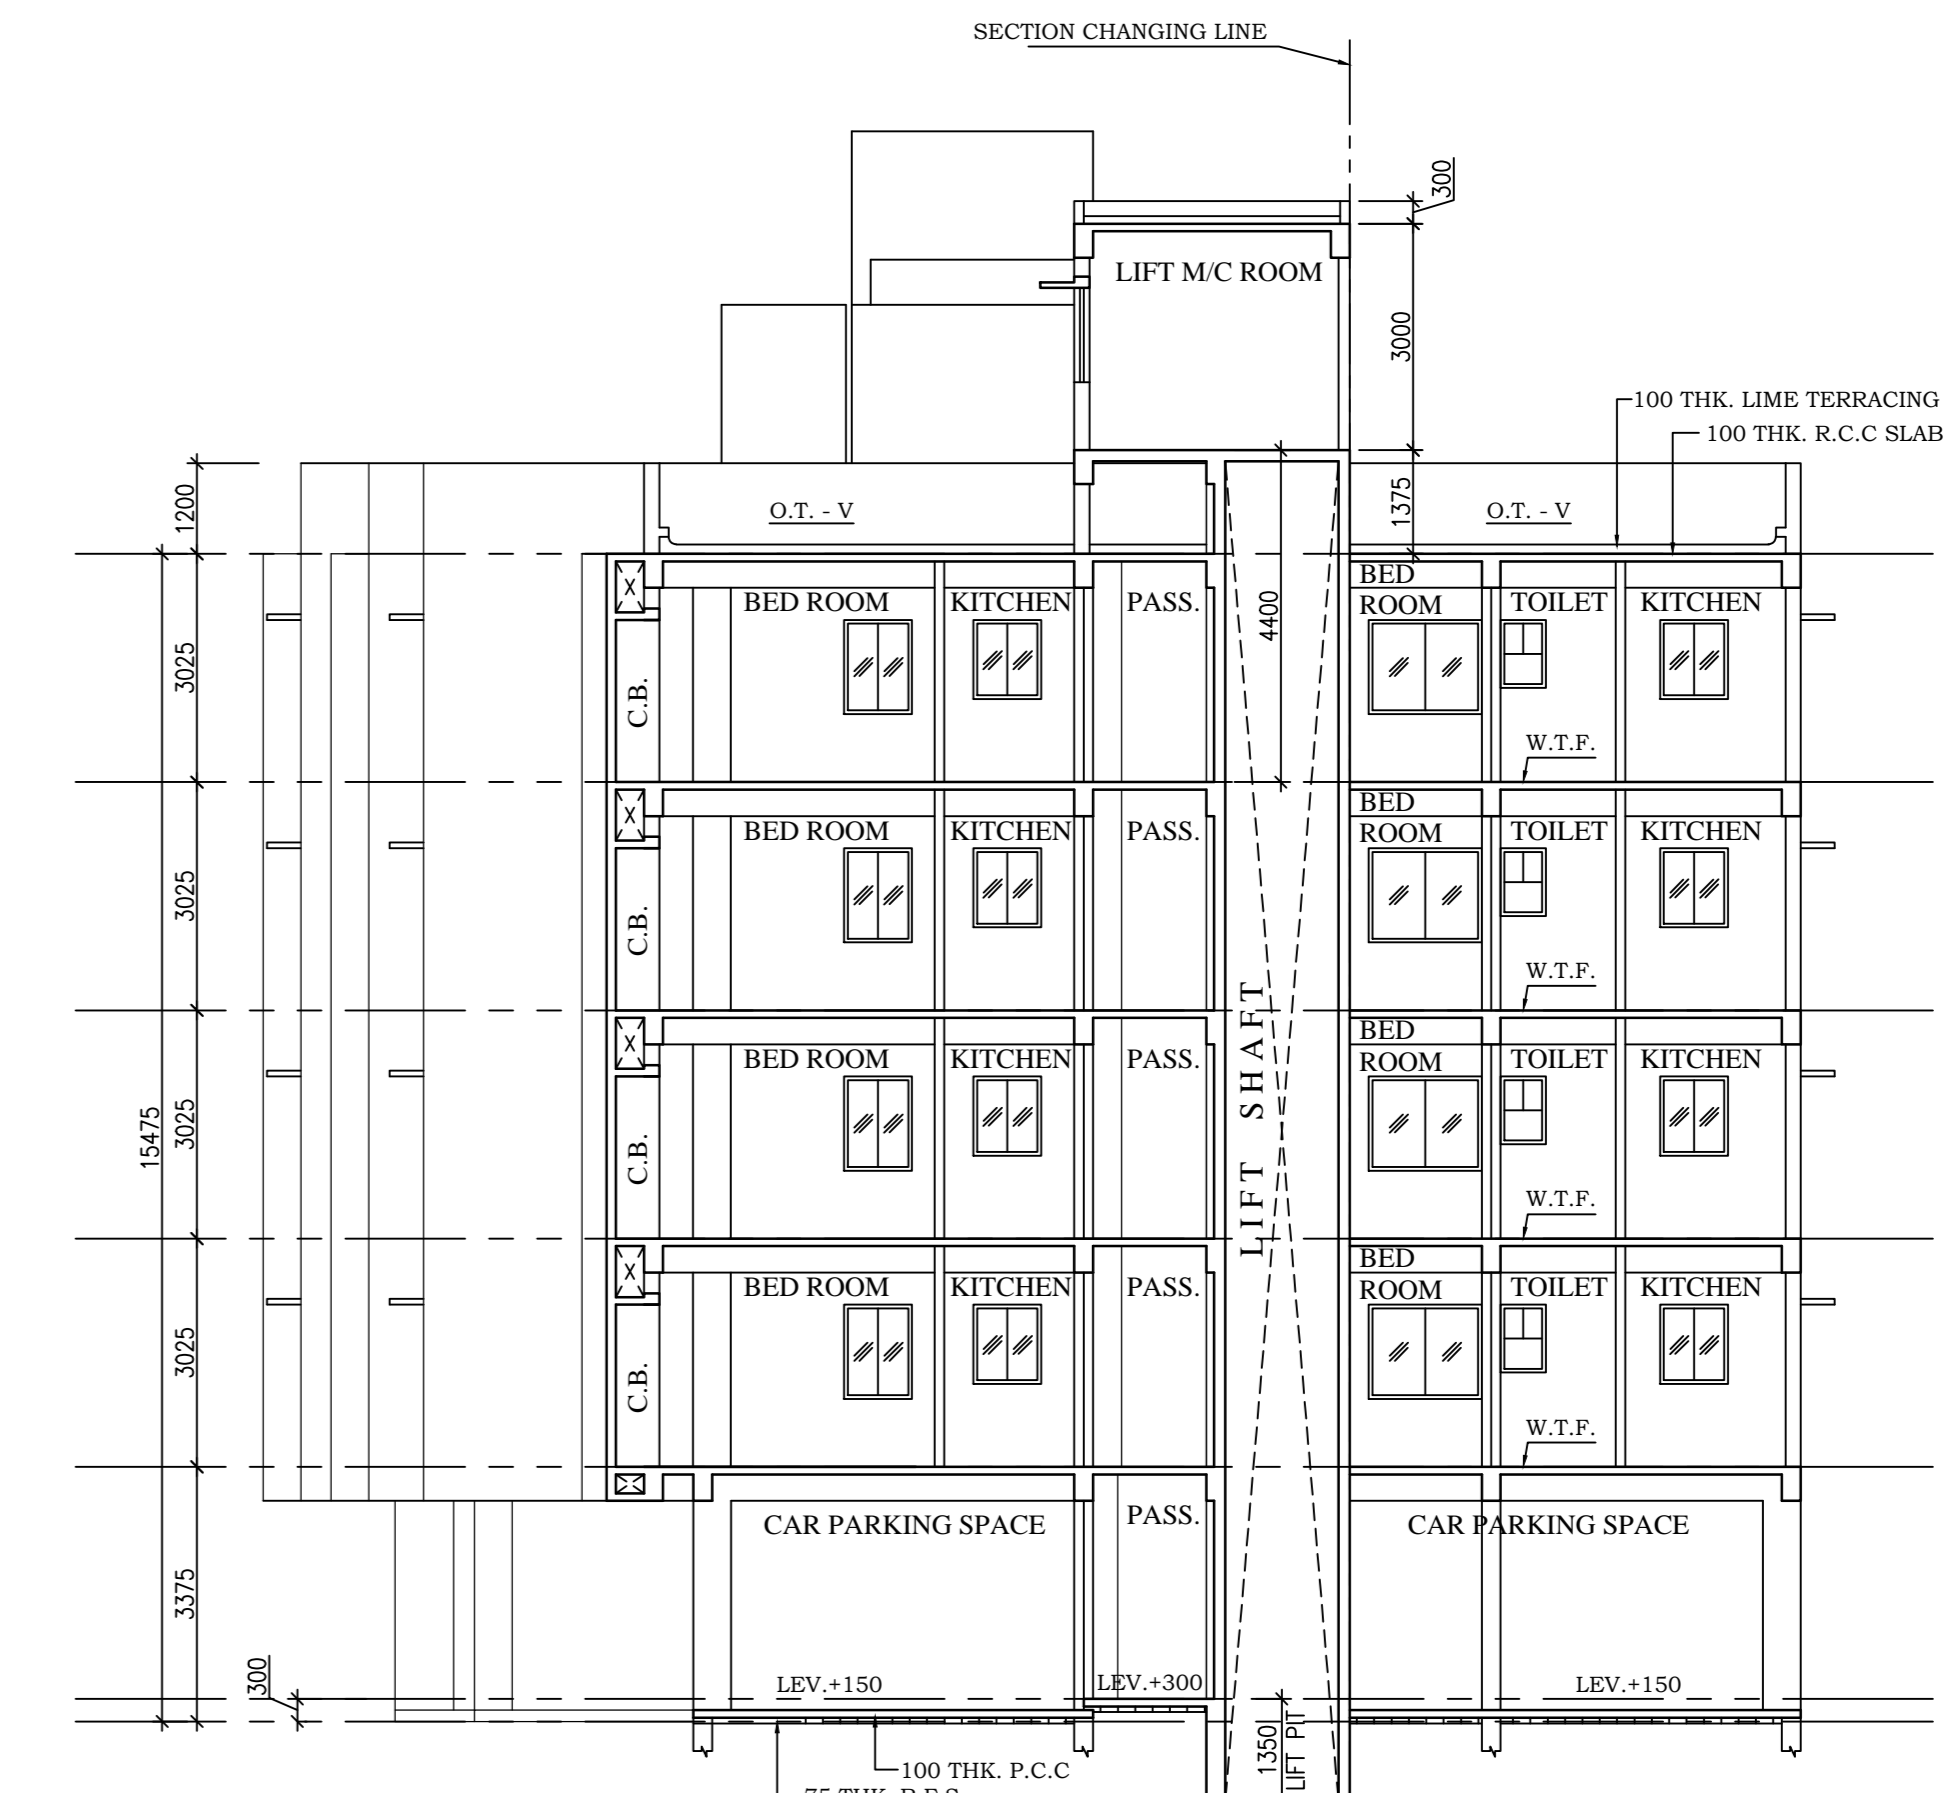 SECTION CHANGING LINE
300
LIFT M/C ROOM
3000
100 THK. LIME TERRACING
100 THK. R.C.C SLAB
1200
O.T. - V
1375
O.T. - V
BED ROOM
KITCHEN
PASS.
4400
BED
ROOM
TOILET
KITCHEN
3025
C.B.
W.T.F.
BED ROOM
KITCHEN
PASS.
BED
ROOM
TOILET
KITCHEN
3025
C.B.
W.T.F.
LIFT SHAFT
BED ROOM
KITCHEN
PASS.
BED
ROOM
TOILET
KITCHEN
15475
3025
C.B.
W.T.F.
BED ROOM
KITCHEN
PASS.
BED
ROOM
TOILET
KITCHEN
3025
C.B.
W.T.F.
CAR PARKING SPACE
PASS.
CAR PARKING SPACE
3375
300
LEV.+150
LEV.+300
LEV.+150
1350
LIFT PIT
100 THK. P.C.C